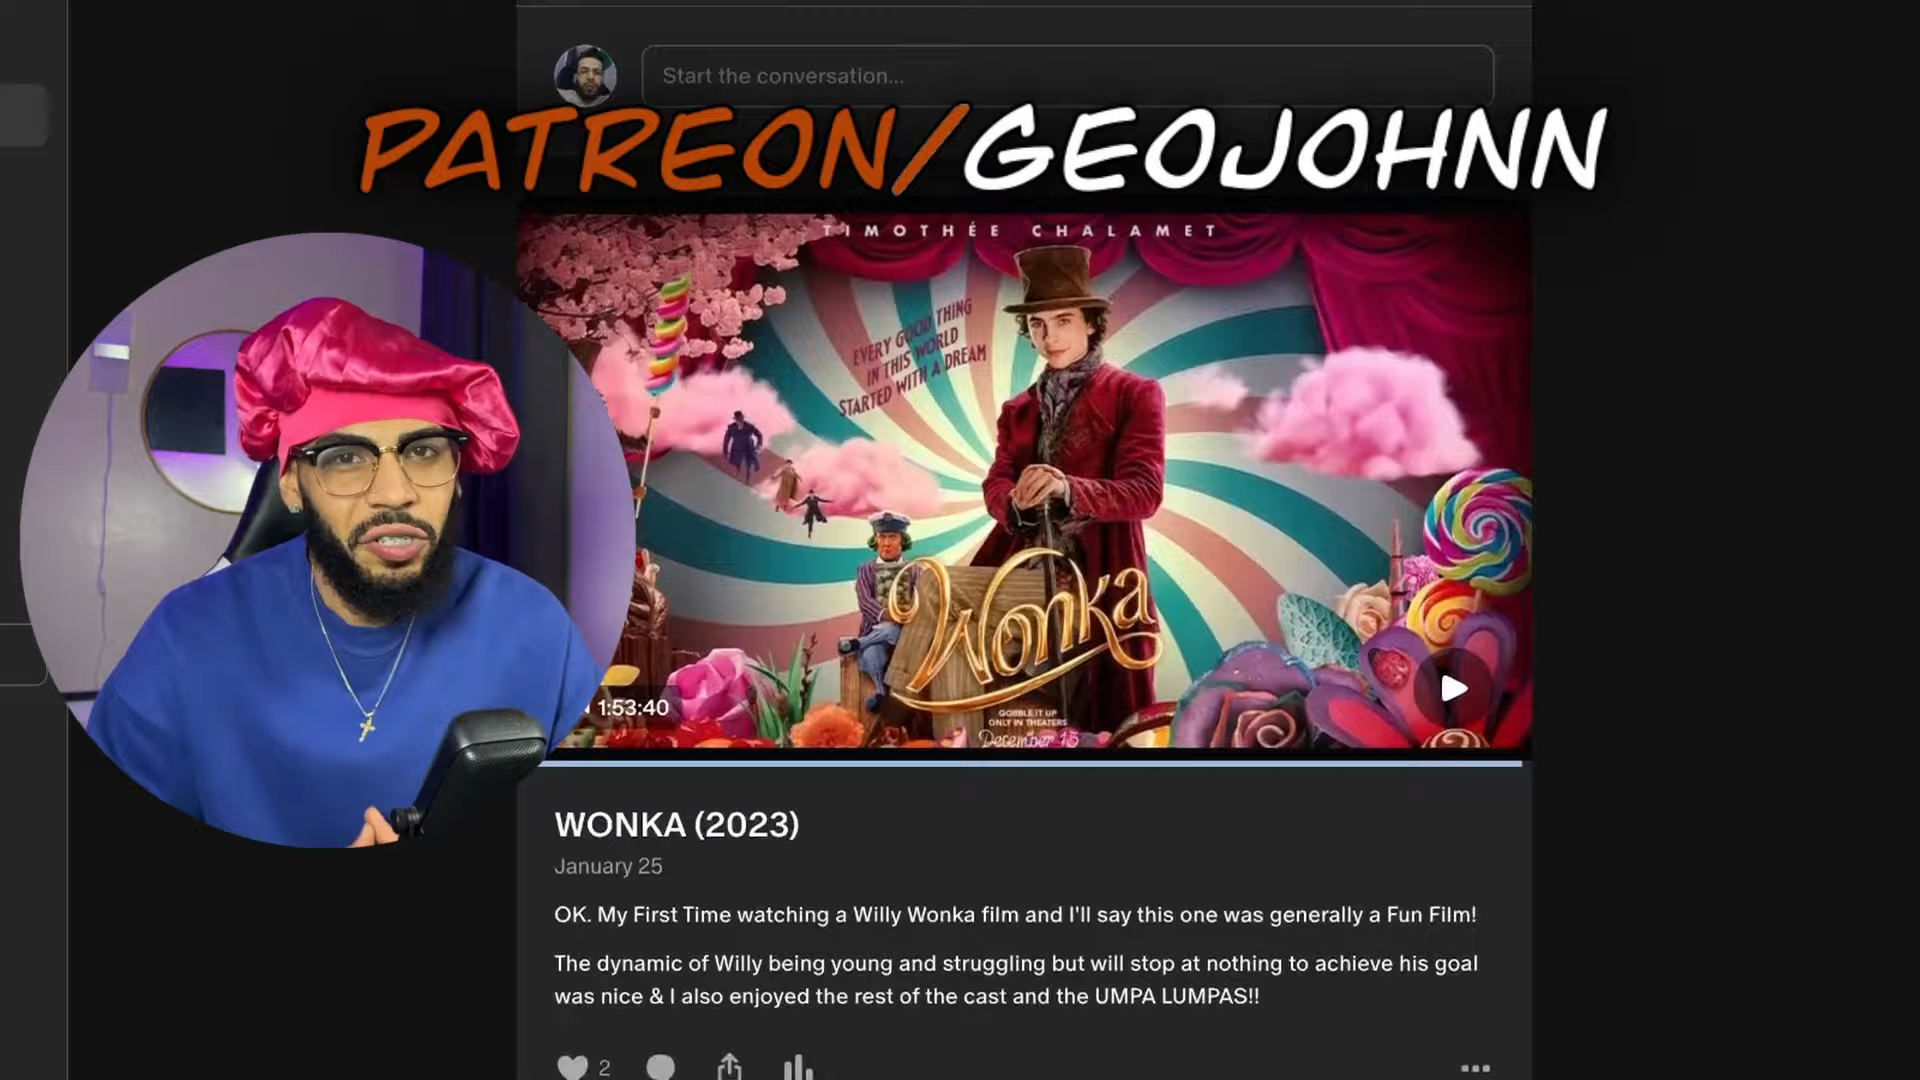 Start the conversation...
PATREON/GEOJOHNN
TIMOTHÉE CHALAMET
EVERY GOOD THING
IN THIS WORLD
STARTED WITH A DREAM
Wonka
1:53:40
GOBBLE IT UP
ONLY IN THEATERS
December 15
WONKA (2023)
January 25
OK. My First Time watching a Willy Wonka film and I'll say this one was generally a Fun Film!
The dynamic of Willy being young and struggling but will stop at nothing to achieve his goal
was nice & I also enjoyed the rest of the cast and the UMPA LUMPAS!!
2